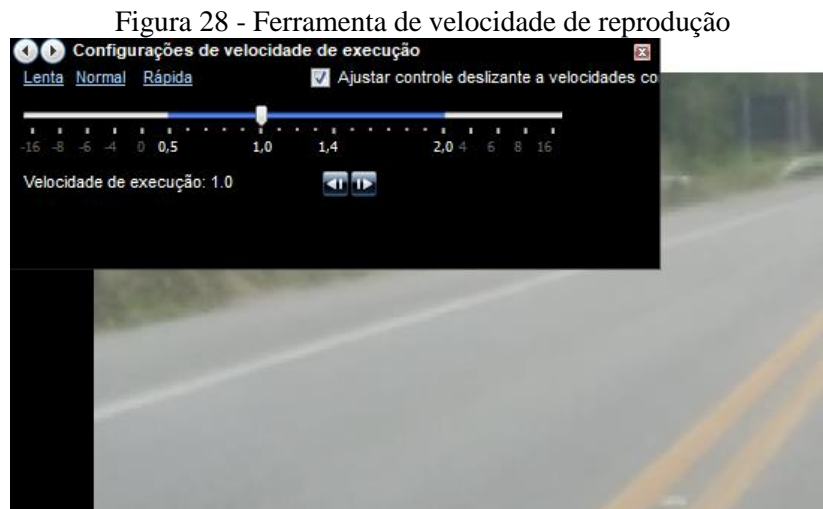 Figura 28 - Ferramenta de velocidade de reprodução
Configurações de velocidade de execução
Lenta Normal Rápida Ajustar controle deslizante a velocidades co
-16 -8 -6 -4 0 0,5 1,0 1,4 2,0 4 6 8 16
Velocidade de execução: 1.0